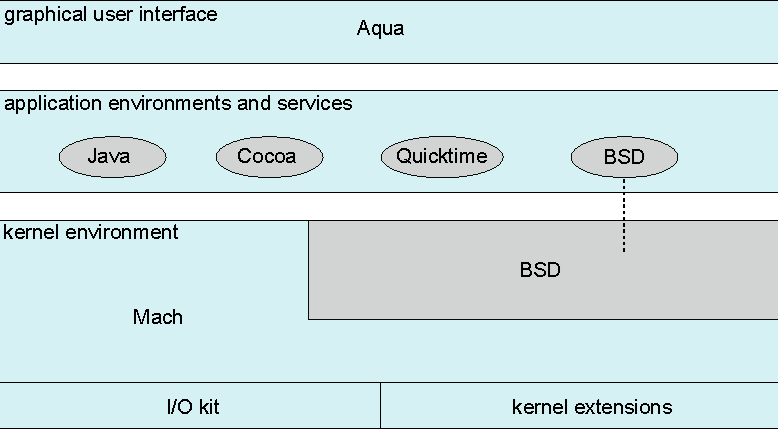 graphical user interface
Aqua
application environments and services
Java
Cocoa
Quicktime
BSD
kernel environment
BSD
Mach
I/O kit
kernel extensions